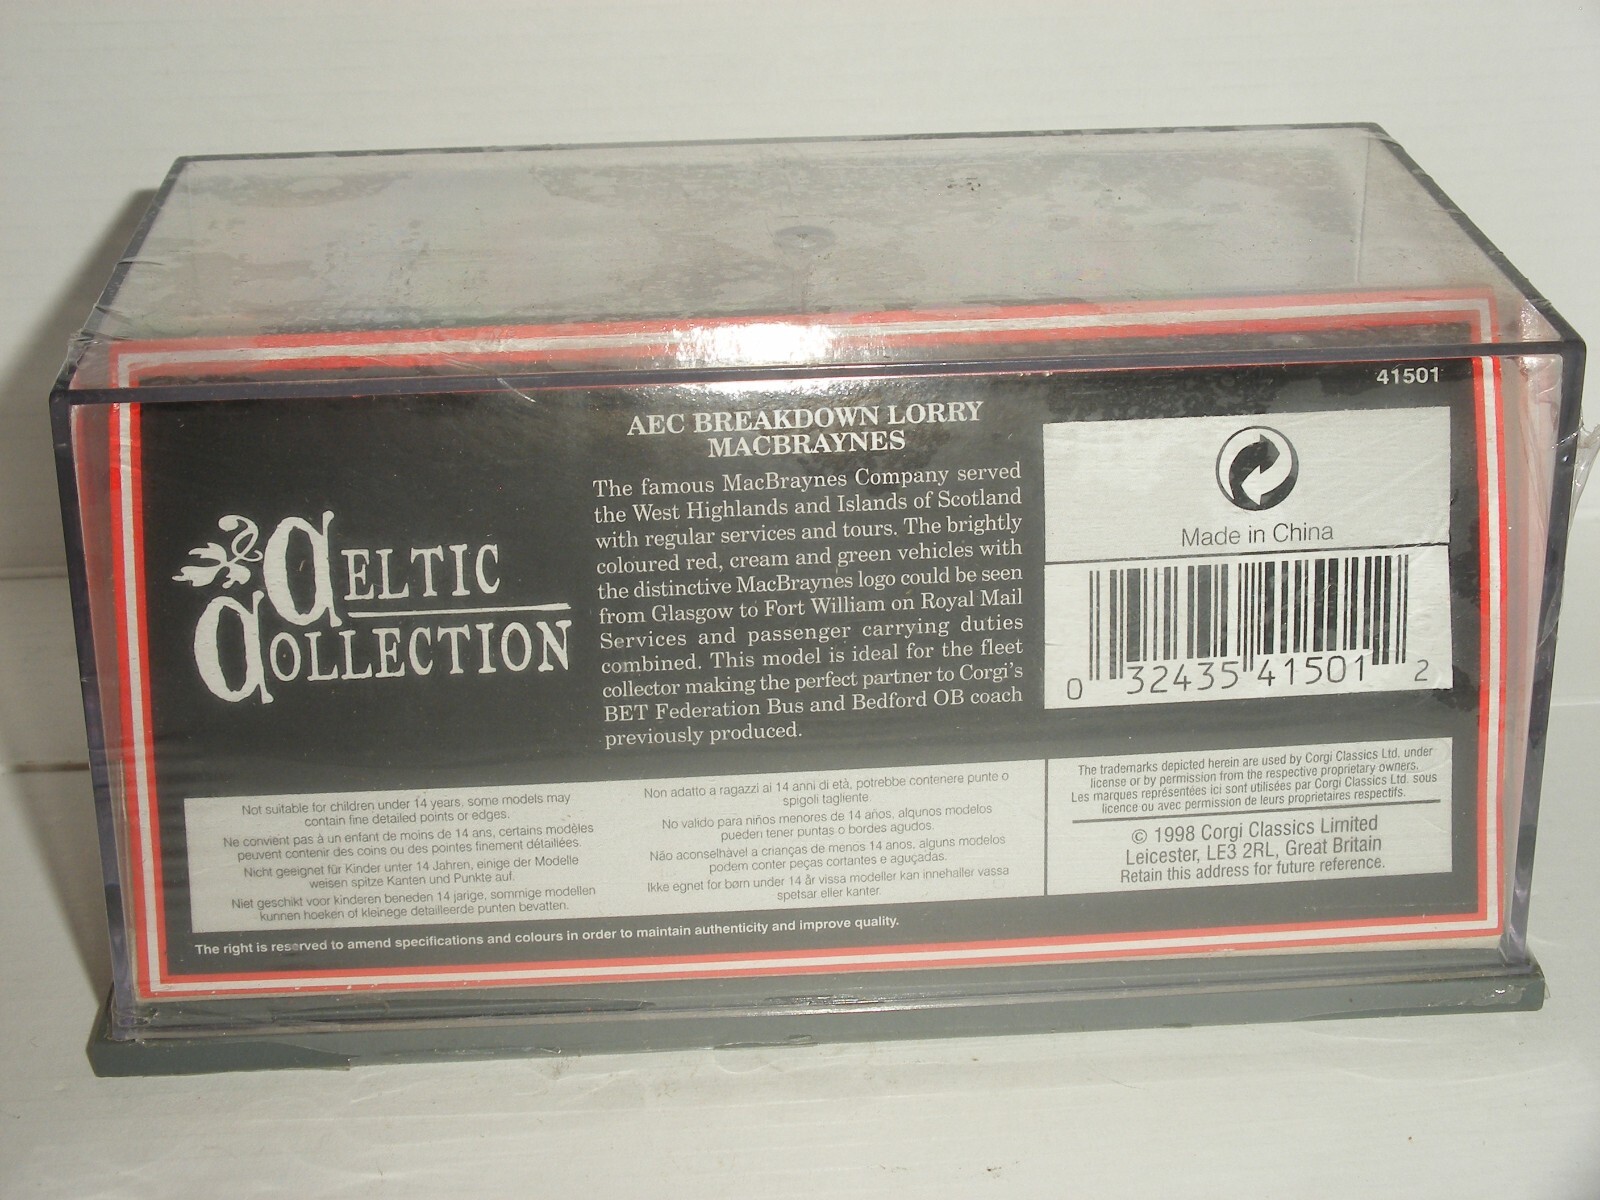 41501
AEC BREAKDOWN LORRY
MACBRAYNES
The famous MacBraynes Company served
the West Highlands and Islands of Scotland
with regular services and tours. The brightly
coloured red, cream and green vehicles with
the distinctive MacBraynes logo could be seen
from Glasgow to Fort William on Royal Mail
Services and passenger carrying duties
combined. This model is ideal for the fleet
collector making the perfect partner to Corgi's
BET Federation Bus and Bedford OB coach
previously produced.
CELTIC
COLLECTION
Made in China
0 32435 41501 2
Not suitable for children under 14 years, some models may
contain fine detailed points or edges.
Ne convient pas à un enfant de moins de 14 ans, certains modèles
peuvent contenir des coins ou des pointes finement détaillées.
Nicht geeignet für Kinder unter 14 Jahren, einige der Modelle
weisen spitze Kanten und Punkte auf.
Niet geschikt voor kinderen beneden 14 jarige, sommige modellen
kunnen hoeken of kleinege detailleerde punten bevatten.
Non adatto a ragazzi ai 14 anni di età, potrebbe contenere punte o
spigoli tagliente.
No valido para niños menores de 14 años, algunos modelos
pueden tener puntas o bordes agudos.
Não aconselhável a crianças de menos 14 anos, alguns modelos
podem conter peças cortantes e aguçadas.
Ikke egnet for børn under 14 år vissa modeller kan innehaller vassa
spetsar eller kanter.
The trademarks depicted herein are used by Corgi Classics Ltd. under
license or by permission from the respective proprietary owners.
Les marques représentées ici sont utilisées par Corgi Classics Ltd. sous
licence ou avec permission de leurs propriétaires respectifs.
© 1998 Corgi Classics Limited
Leicester, LE3 2RL, Great Britain
Retain this address for future reference.
The right is reserved to amend specifications and colours in order to maintain authenticity and improve quality.